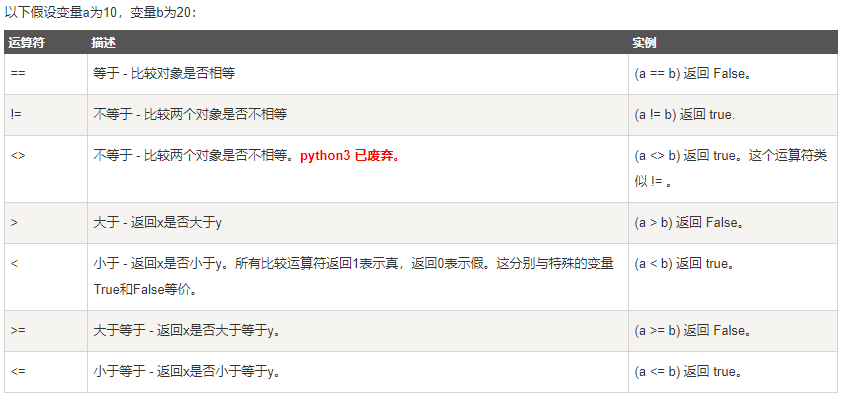 以下假设变量a为10，变量b为20：
运算符 描述 实例
== 等于 - 比较对象是否相等 (a == b) 返回 False。
!= 不等于 - 比较两个对象是否不相等 (a != b) 返回 true.
<> 不等于 - 比较两个对象是否不相等。python3 已废弃。 (a <> b) 返回 true。这个运算符类
似 != 。
> 大于 - 返回x是否大于y (a > b) 返回 False。
< 小于 - 返回x是否小于y。所有比较运算符返回1表示真，返回0表示假。这分别与特殊的变量 (a < b) 返回 true。
True和False等价。
>= 大于等于 - 返回x是否大于等于y。 (a >= b) 返回 False。
<= 小于等于 - 返回x是否小于等于y。 (a <= b) 返回 true。